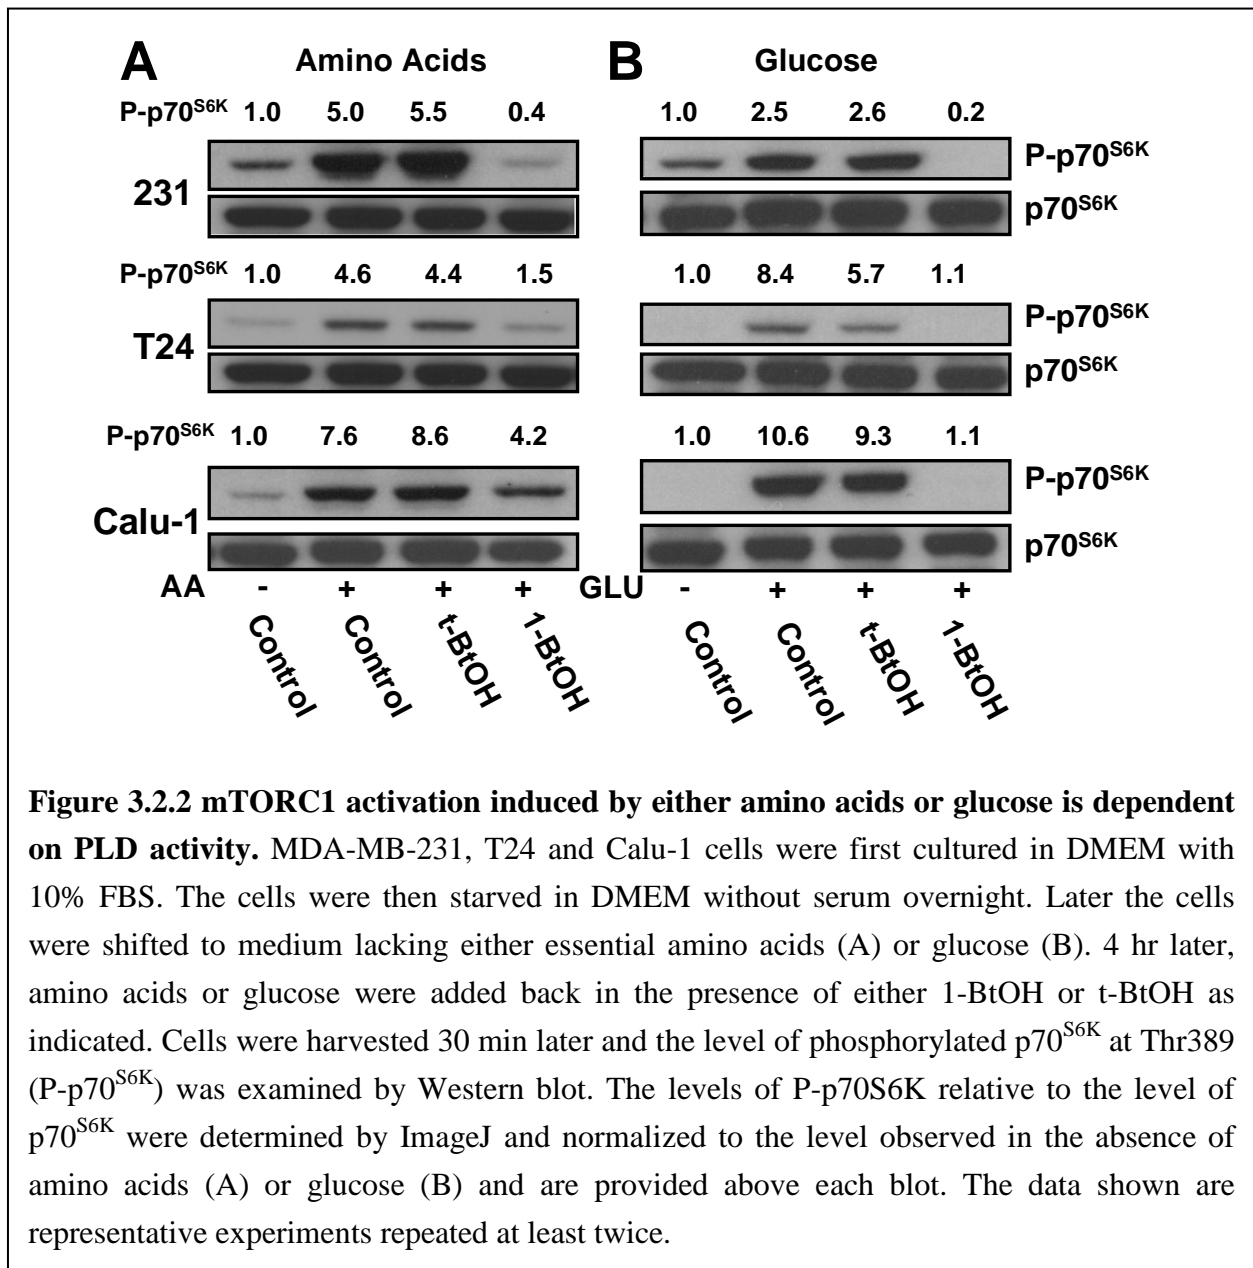 A Amino Acids B Glucose
P-p70S6K 1.0 5.0 5.5 0.4 1.0 2.5 2.6 0.2
P-p70S6K
231
p70S6K
P-p70S6K 1.0 4.6 4.4 1.5 1.0 8.4 5.7 1.1
P-p70S6K
T24
p70S6K
P-p70S6K 1.0 7.6 8.6 4.2 1.0 10.6 9.3 1.1
P-p70S6K
Calu-1
p70S6K
AA - + + + GLU - + + +
Control Control t-BtOH 1-BtOH Control Control t-BtOH 1-BtOH
Figure 3.2.2 mTORC1 activation induced by either amino acids or glucose is dependent
on PLD activity. MDA-MB-231, T24 and Calu-1 cells were first cultured in DMEM with
10% FBS. The cells were then starved in DMEM without serum overnight. Later the cells
were shifted to medium lacking either essential amino acids (A) or glucose (B). 4 hr later,
amino acids or glucose were added back in the presence of either 1-BtOH or t-BtOH as
indicated. Cells were harvested 30 min later and the level of phosphorylated p70S6K at Thr389
(P-p70S6K) was examined by Western blot. The levels of P-p70S6K relative to the level of
p70S6K were determined by ImageJ and normalized to the level observed in the absence of
amino acids (A) or glucose (B) and are provided above each blot. The data shown are
representative experiments repeated at least twice.